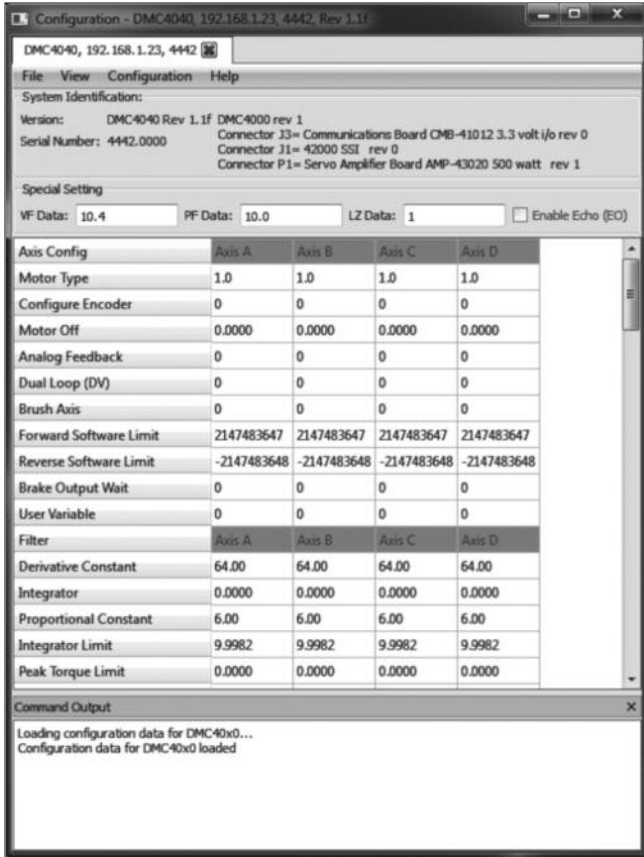 Configuration - DMC4040, 192.168.1.23, 4442, Rev 1.1f
DMC4040, 192.168.1.23, 4442
File View Configuration Help
System Identification:
Version: DMC4040 Rev 1.1f DMC4000 rev 1
Connector J3= Communications Board CMB-41012 3.3 volt i/o rev 0
Serial Number: 4442.0000
Connector J1= 42000 SSI rev 0
Connector P1= Servo Amplifier Board AMP-43020 500 watt rev 1
Special Setting
VF Data: 10.4 PF Data: 10.0 LZ Data: 1 Enable Echo (EO)
Axis Config Axis A Axis B Axis C Axis D
Motor Type 1.0 1.0 1.0 1.0
Configure Encoder 0 0 0 0
Motor Off 0.0000 0.0000 0.0000 0.0000
Analog Feedback 0 0 0 0
Dual Loop (DV) 0 0 0 0
Brush Axis 0 0 0 0
Forward Software Limit 2147483647 2147483647 2147483647 2147483647
Reverse Software Limit -2147483648 -2147483648 -2147483648 -2147483648
Brake Output Wait 0 0 0 0
User Variable 0 0 0 0
Filter Axis A Axis B Axis C Axis D
Derivative Constant 64.00 64.00 64.00 64.00
Integrator 0.0000 0.0000 0.0000 0.0000
Proportional Constant 6.00 6.00 6.00 6.00
Integrator Limit 9.9982 9.9982 9.9982 9.9982
Peak Torque Limit 0.0000 0.0000 0.0000 0.0000
Command Output
Loading configuration data for DMC40x0...
Configuration data for DMC40x0 loaded